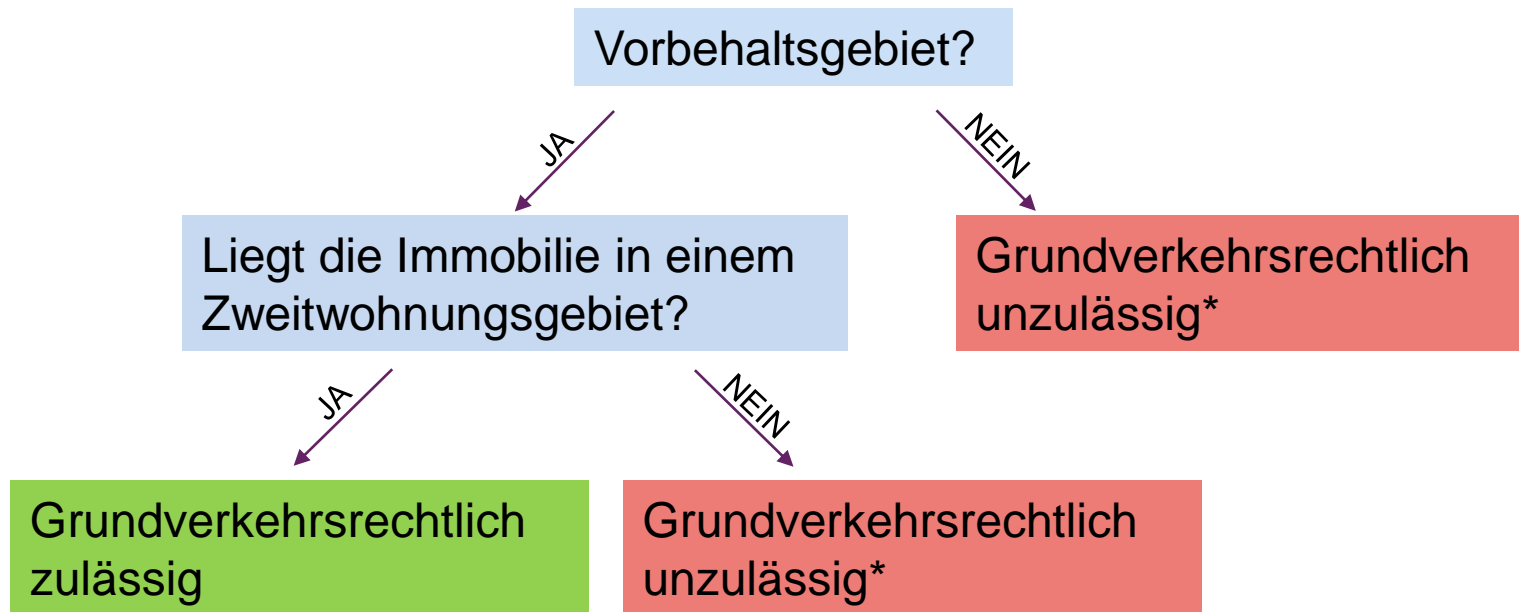 Vorbehaltsgebiet?
JA
NEIN
Liegt die Immobilie in einem
Zweitwohnungsgebiet?
Grundverkehrsrechtlich
unzulässig*
JA
NEIN
Grundverkehrsrechtlich
zulässig
Grundverkehrsrechtlich
unzulässig*